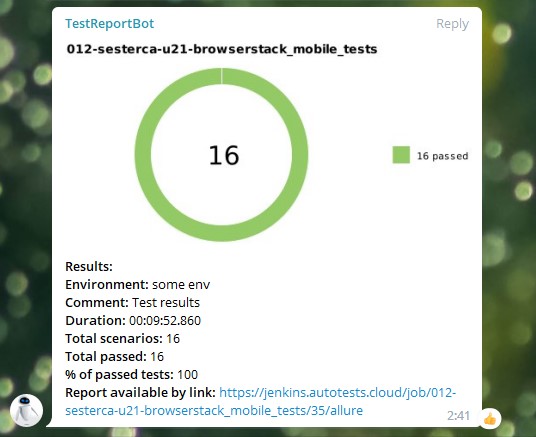 TestReportBot
Reply
012-sesterca-u21-browserstack_mobile_tests
16
16 passed
Results:
Environment: some env
Comment: Test results
Duration: 00:09:52.860
Total scenarios: 16
Total passed: 16
% of passed tests: 100
Report available by link: https://jenkins.autotests.cloud/job/012-
sesterca-u21-browserstack_mobile_tests/35/allure
2:41